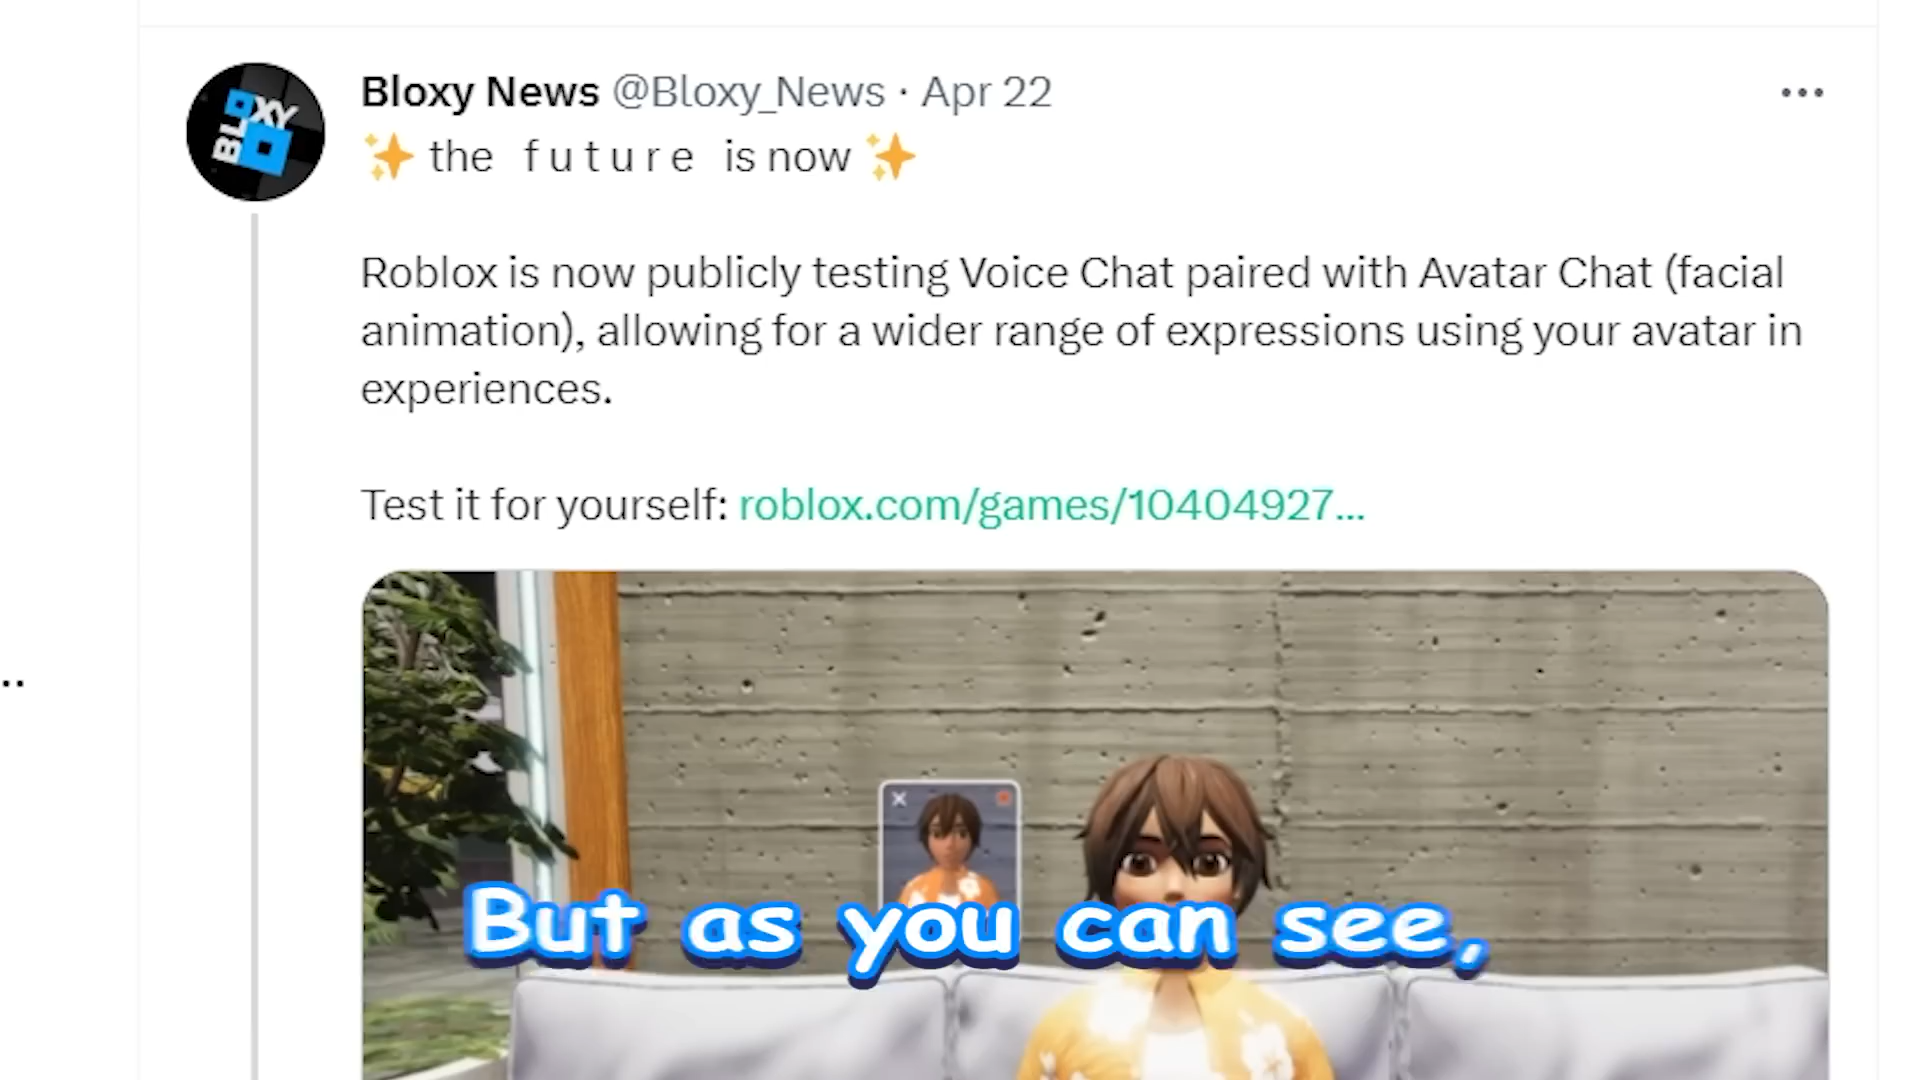 Bloxy News @Bloxy_News · Apr 22
✨ the f u t u r e is now ✨
Roblox is now publicly testing Voice Chat paired with Avatar Chat (facial
animation), allowing for a wider range of expressions using your avatar in
experiences.
Test it for yourself: roblox.com/games/10404927...
But as you can see,
BLOXY